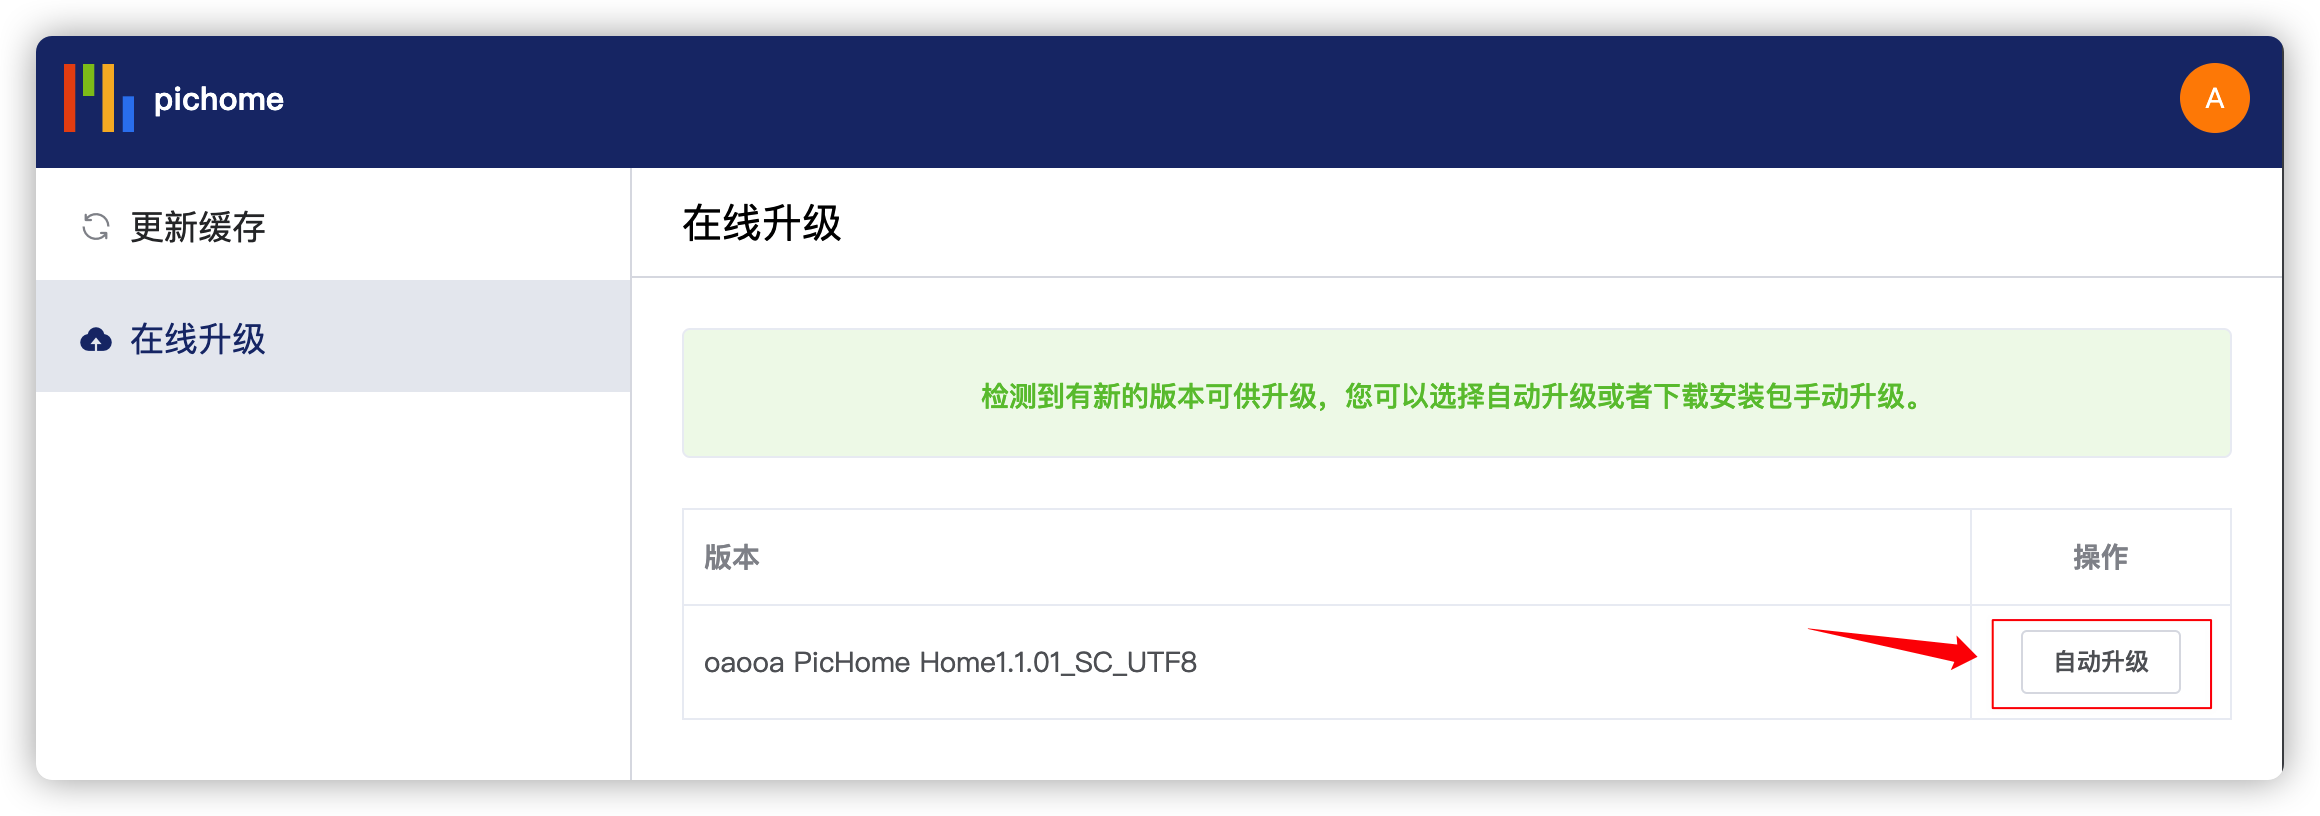 pichome
A
更新缓存
在线升级
在线升级
检测到有新的版本可供升级，您可以选择自动升级或者下载安装包手动升级。
版本
操作
oaooa PicHome Home1.1.01_SC_UTF8
自动升级